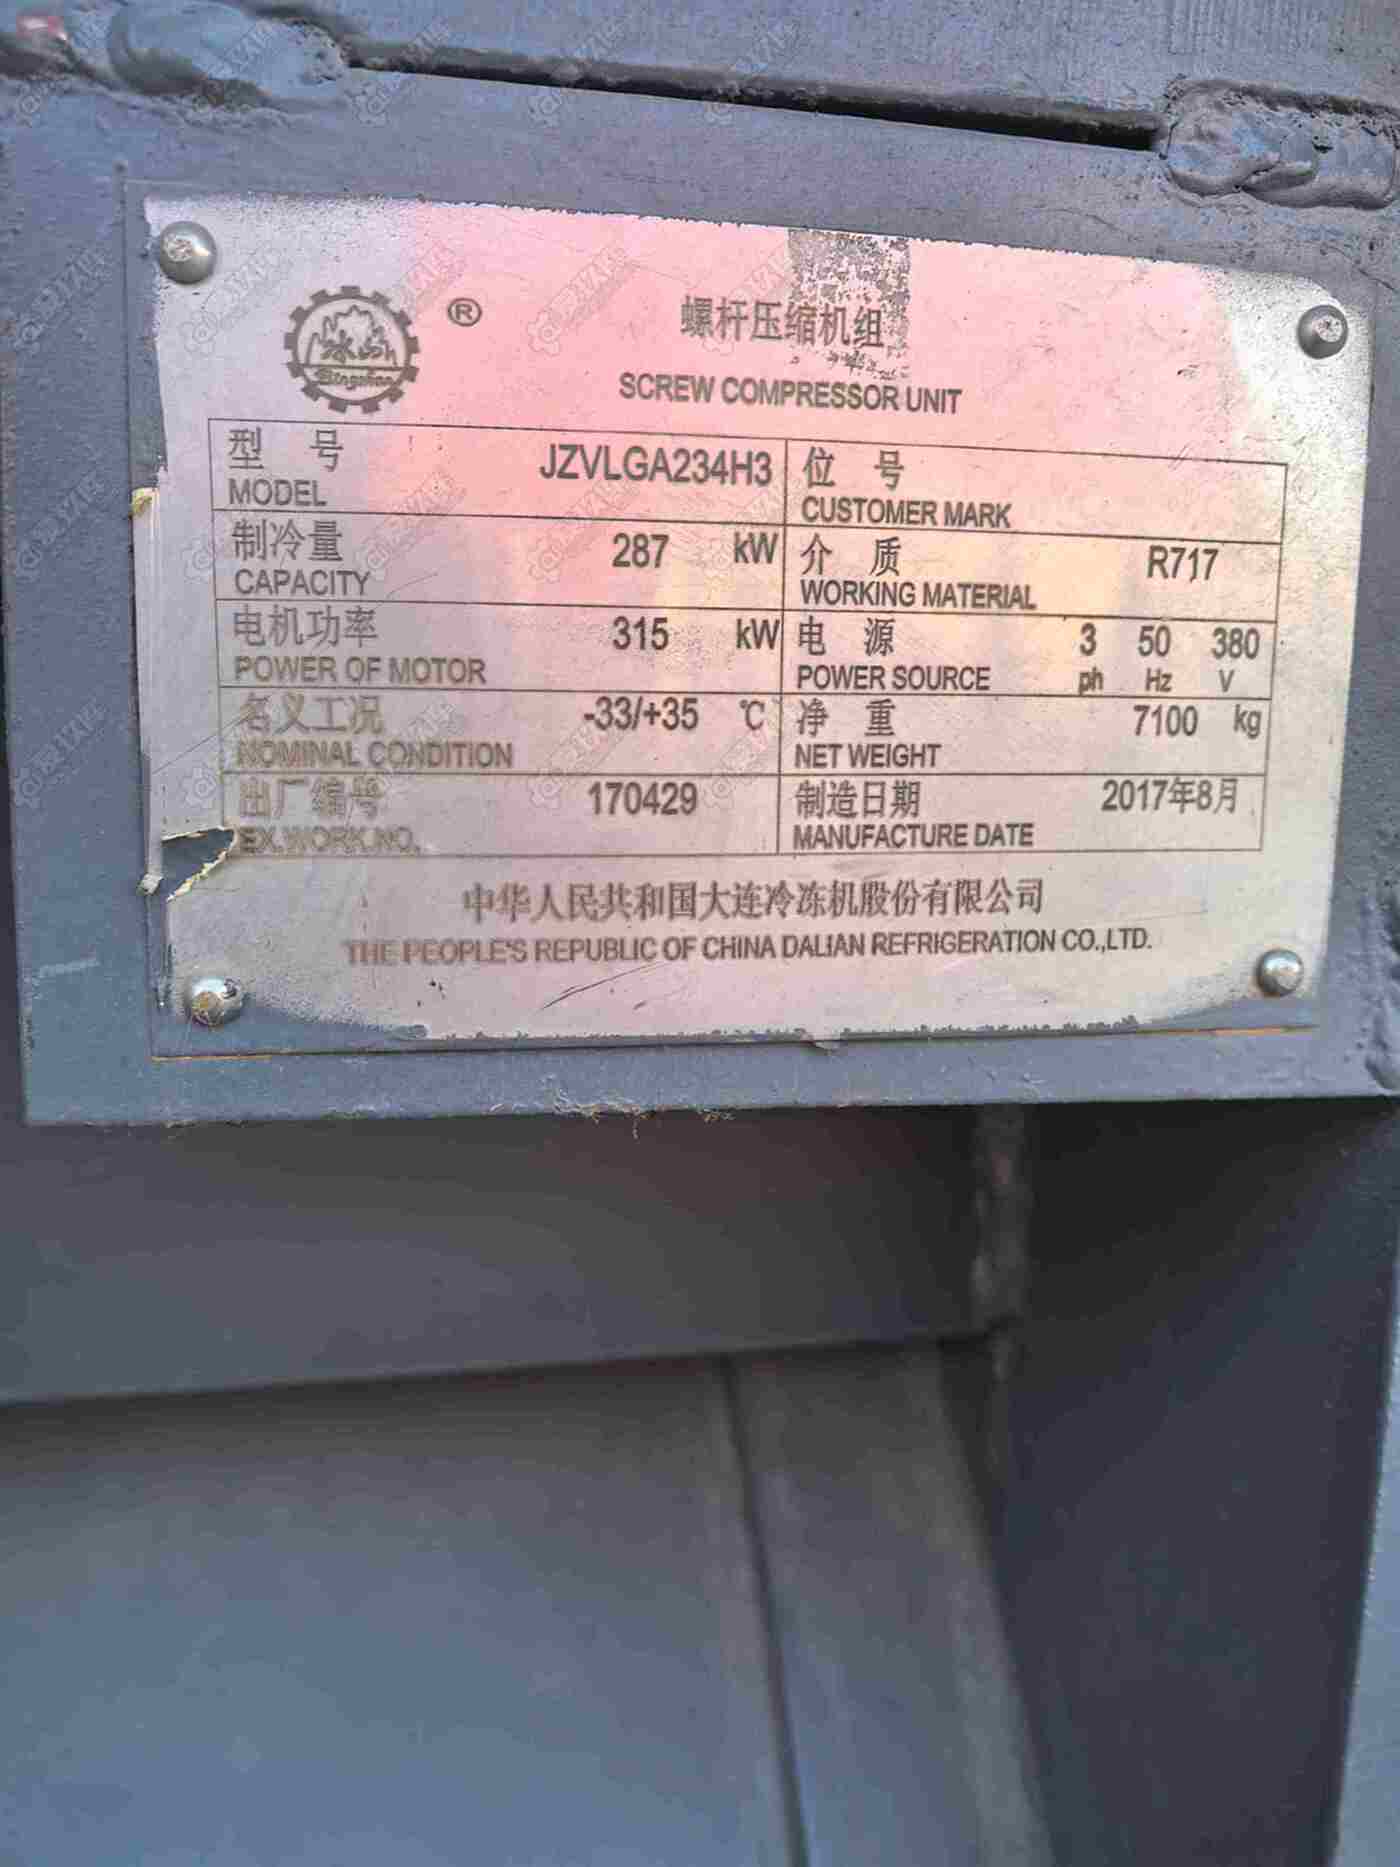 冰山
Bingshan
®
螺杆压缩机组
SCREW COMPRESSOR UNIT
型 号 JZVLGA234H3 位 号
MODEL CUSTOMER MARK
制冷量 287 kW 介 质 R717
CAPACITY WORKING MATERIAL
电机功率 315 kW 电 源 3 50 380
POWER OF MOTOR POWER SOURCE ph Hz V
名义工况 -33/+35 ℃ 净 重 7100 kg
NOMINAL CONDITION NET WEIGHT
出厂编号 170429 制造日期 2017年8月
EX.WORK.NO. MANUFACTURE DATE
中华人民共和国大连冷冻机股份有限公司
THE PEOPLE'S REPUBLIC OF CHINA DALIAN REFRIGERATION CO.,LTD.